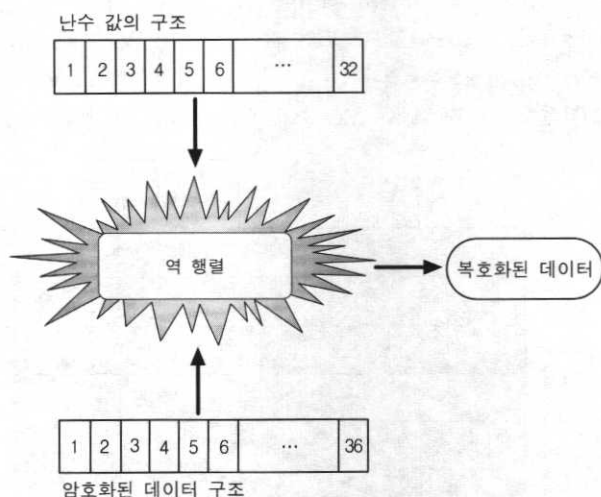 난수 값의 구조
1 2 3 4 5 6 ... 32
역 행렬
복호화된 데이터
1 2 3 4 5 6 ... 36
암호화된 데이터 구조